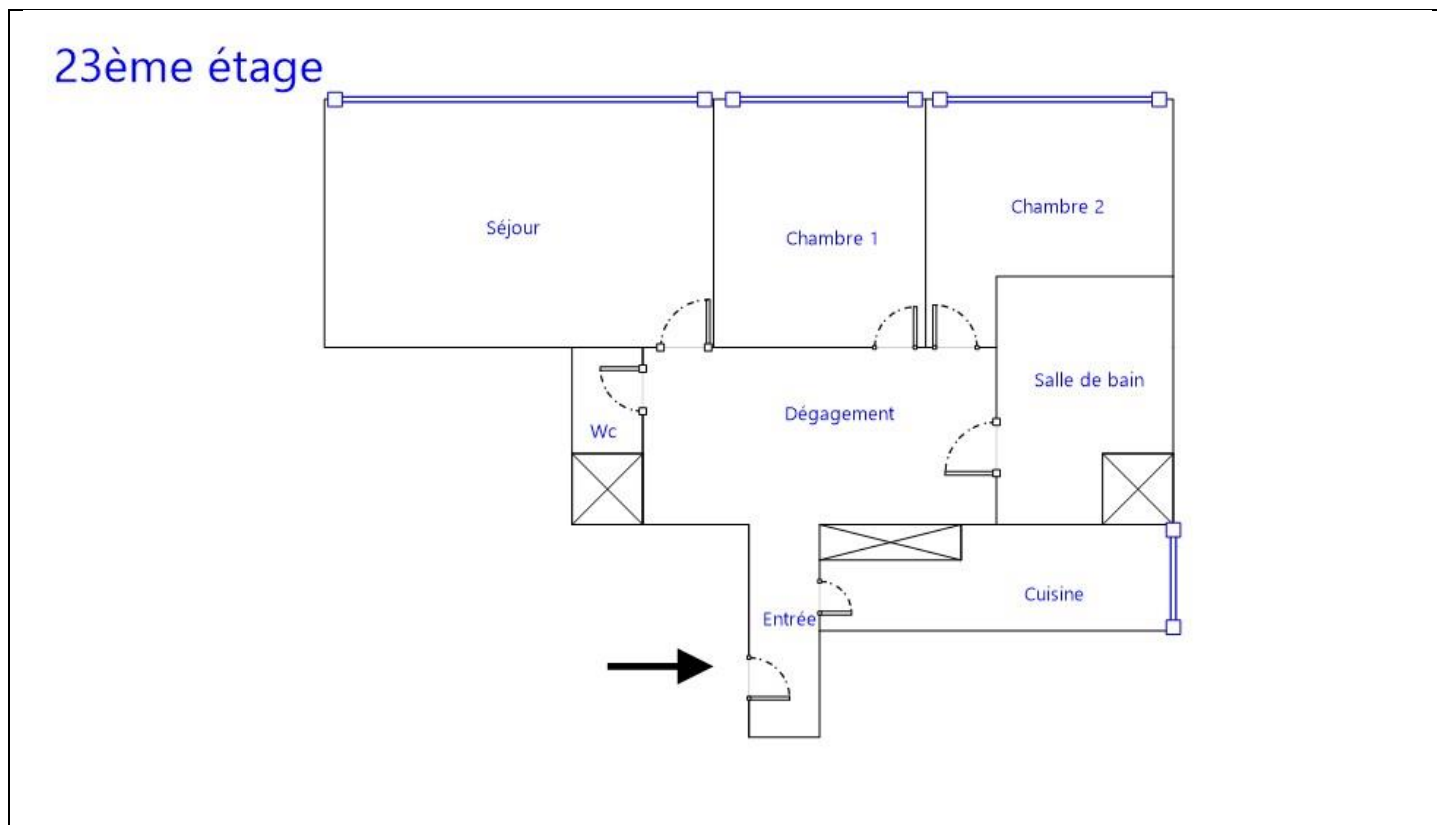 23ème étage
Séjour
Chambre 1
Chambre 2
Salle de bain
Dégagement
Wc
Cuisine
Entrée